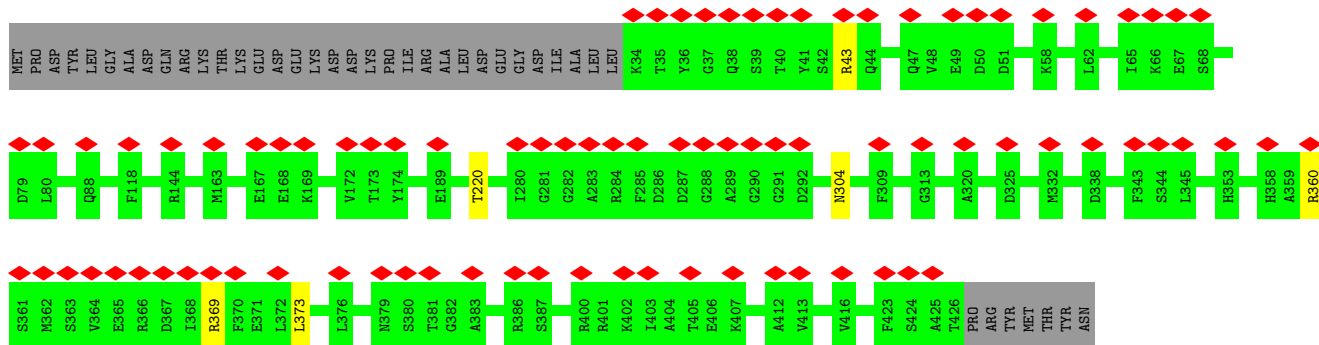 MET PRO ASP TYR LEU GLY ALA ASP GLN ARG LYS THR LYS GLU ASP GLU LYS ASP ASP LYS PRO ILE ARG ALA LEU ASP GLU GLY ASP ILE ALA LEU LEU K34 T35 Y36 G37 Q38 S39 T40 Y41 S42 R43 Q44 Q47 V48 E49 D50 D51 K58 L62 I65 K66 E67 S68
D79 L80 Q88 F118 R144 M163 E167 E168 K169 V172 T173 Y174 E189 T220 I280 G281 G282 A283 R284 F285 D286 D287 G288 A289 G290 G291 D292 N304 F309 G313 A320 D325 M332 D338 F343 S344 L345 H353 H358 A359 R360
S361 M362 S363 V364 E365 R366 D367 I368 R369 F370 E371 L372 L373 L376 N379 S380 T381 G382 A383 R386 S387 R400 R401 K402 I403 A404 T405 E406 K407 A412 V413 V416 F423 S424 A425 T426 PRO ARG TYR MET THR TYR ASN